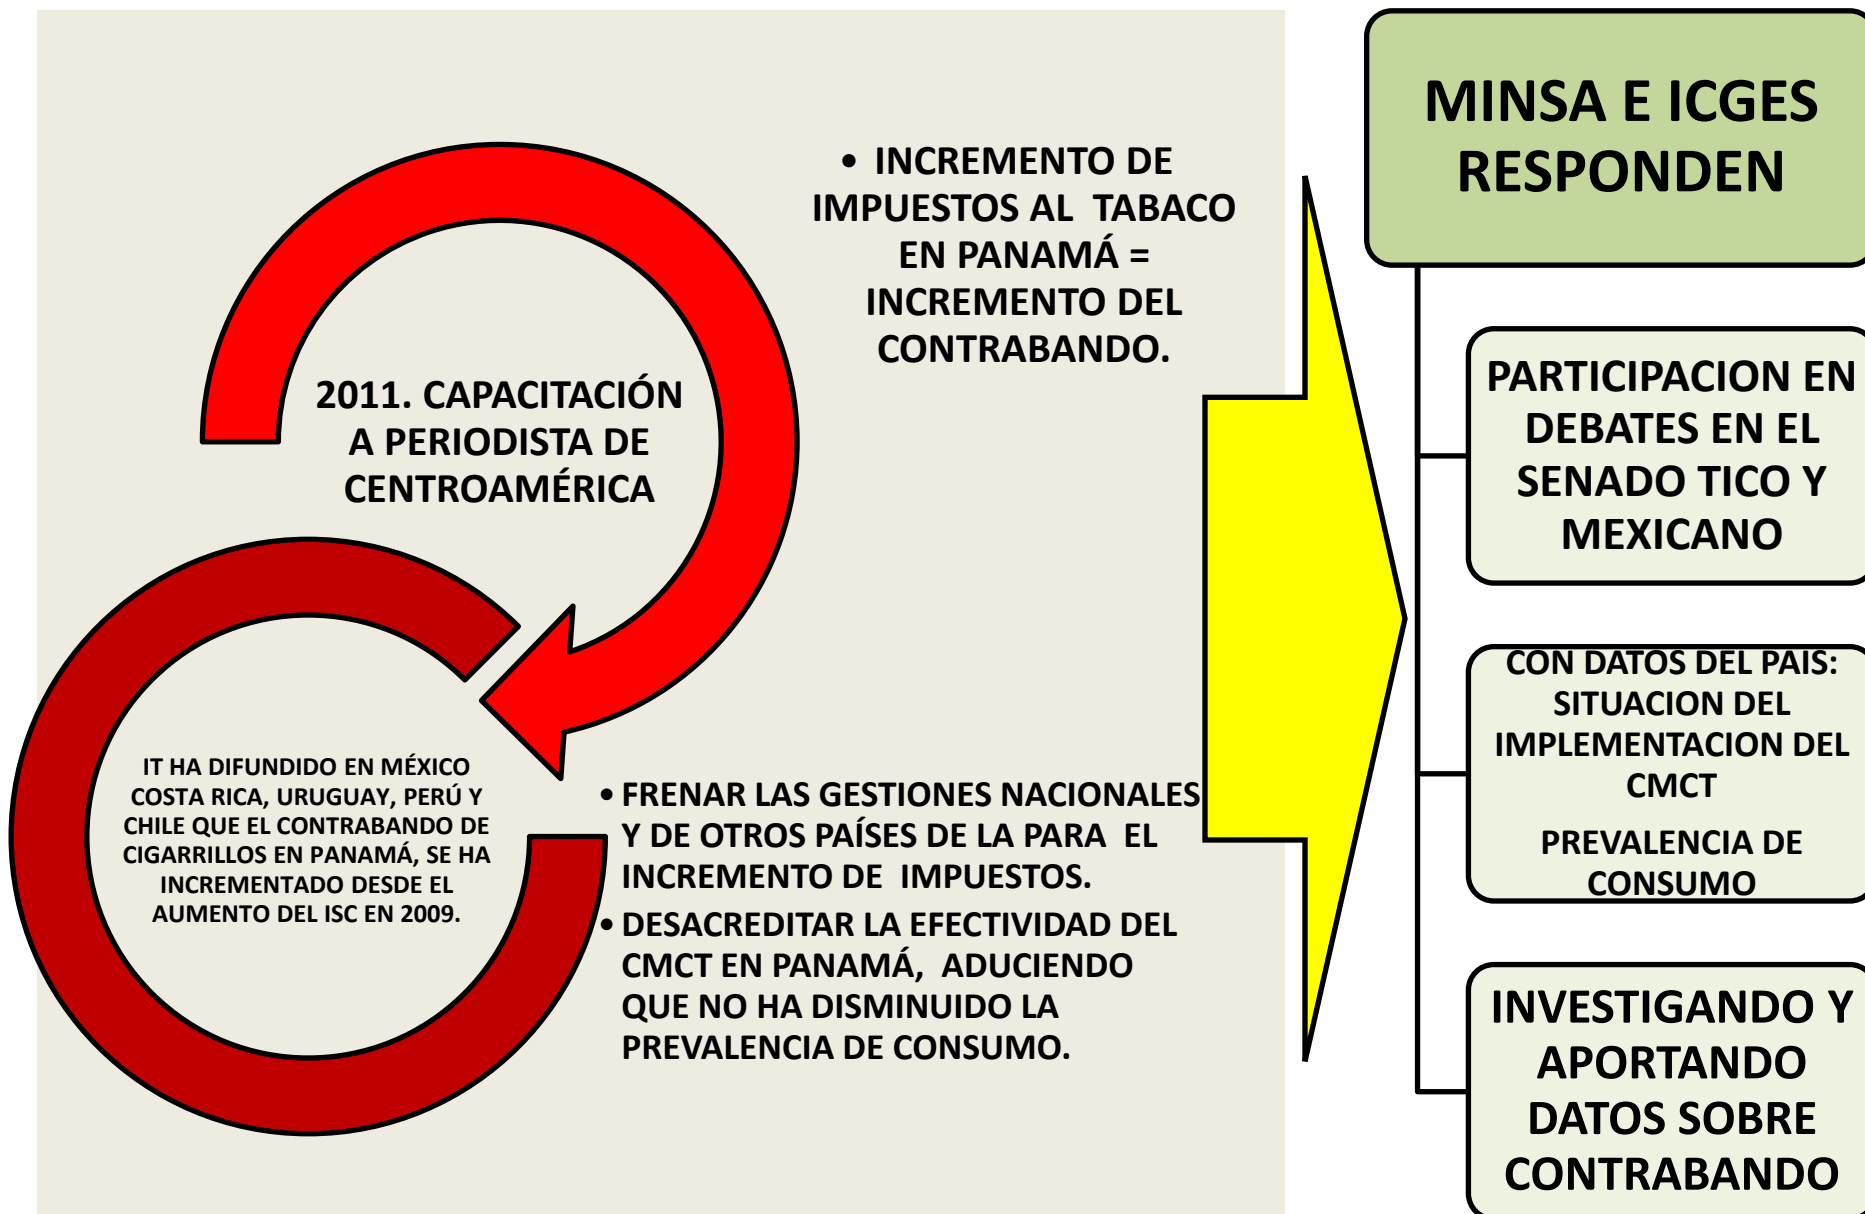 • INCREMENTO DE
IMPUESTOS AL TABACO
EN PANAMÁ =
INCREMENTO DEL
CONTRABANDO.
2011. CAPACITACIÓN
A PERIODISTA DE
CENTROAMÉRICA
IT HA DIFUNDIDO EN MÉXICO
COSTA RICA, URUGUAY, PERÚ Y
CHILE QUE EL CONTRABANDO DE
CIGARRILLOS EN PANAMÁ, SE HA
INCREMENTADO DESDE EL
AUMENTO DEL ISC EN 2009.
• FRENAR LAS GESTIONES NACIONALES
Y DE OTROS PAÍSES DE LA PARA EL
INCREMENTO DE IMPUESTOS.
• DESACREDITAR LA EFECTIVIDAD DEL
CMCT EN PANAMÁ, ADUCIENDO
QUE NO HA DISMINUIDO LA
PREVALENCIA DE CONSUMO.
MINSA E ICGES
RESPONDEN
PARTICIPACION EN
DEBATES EN EL
SENADO TICO Y
MEXICANO
CON DATOS DEL PAIS:
SITUACION DEL
IMPLEMENTACION DEL
CMCT
PREVALENCIA DE
CONSUMO
INVESTIGANDO Y
APORTANDO
DATOS SOBRE
CONTRABANDO